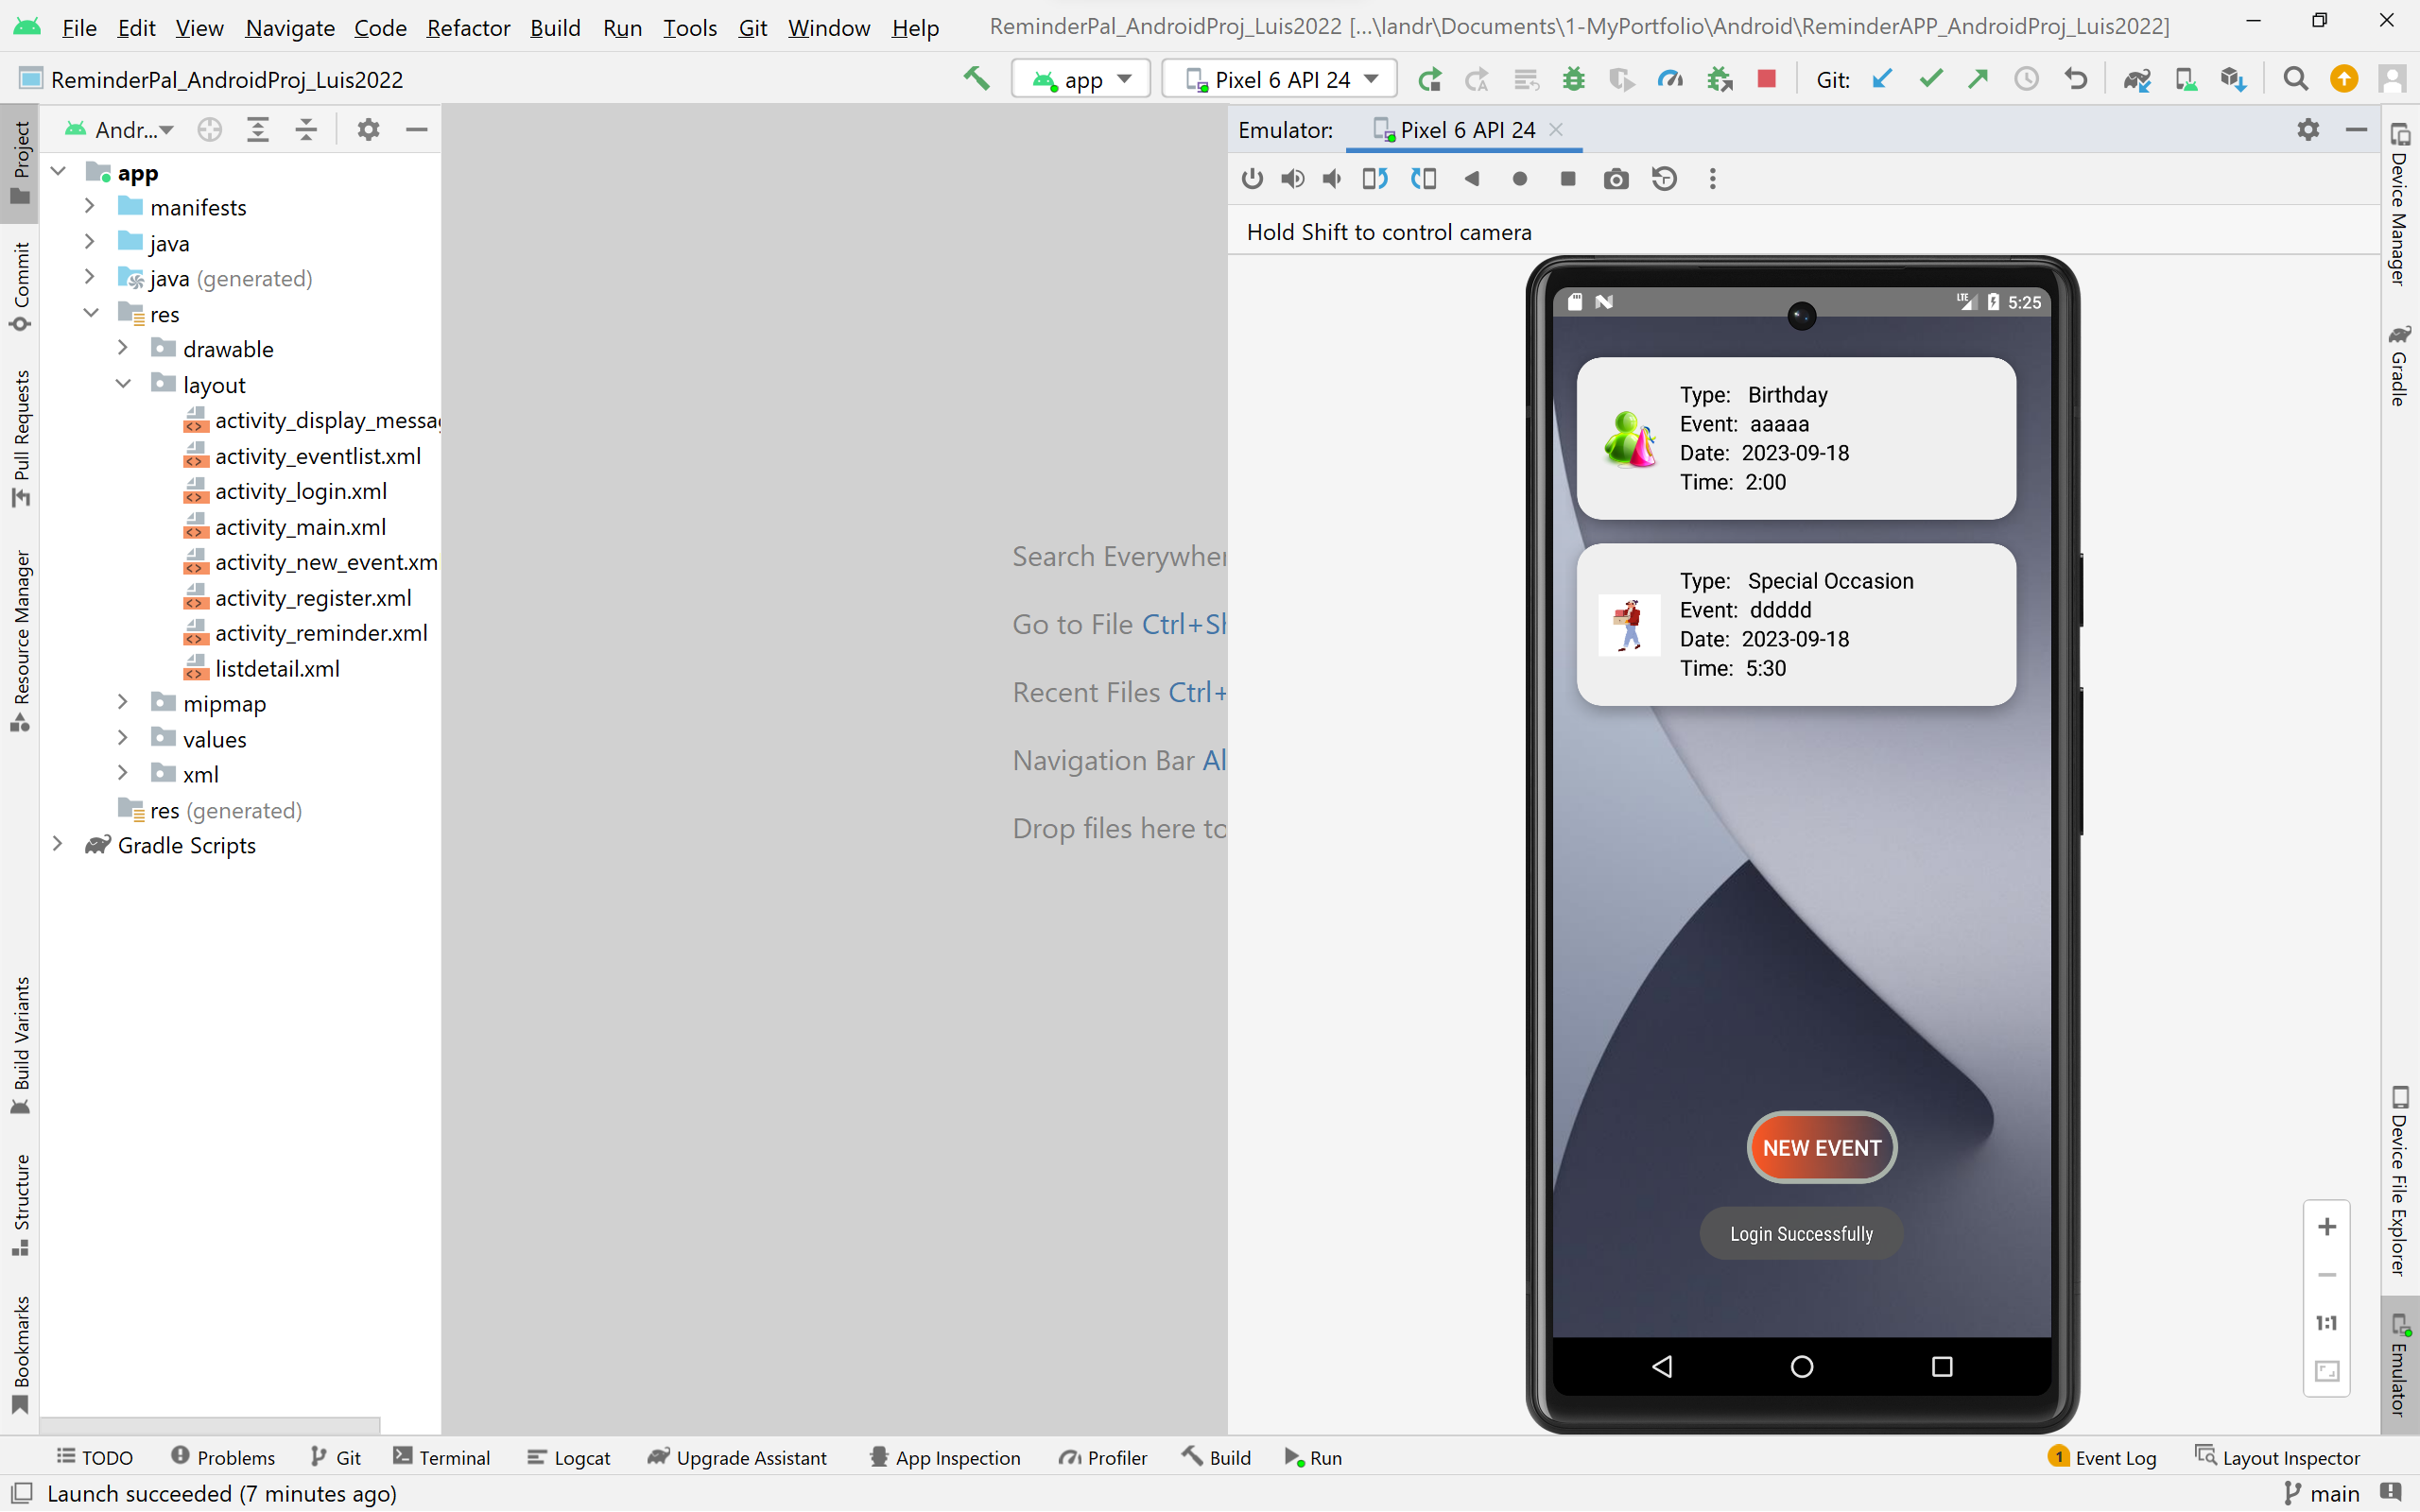 File Edit View Navigate Code Refactor Build Run Tools Git Window Help ReminderPal_AndroidProj_Luis2022 [...\landr\Documents\1-MyPortfolio\Android\ReminderAPP_AndroidProj_Luis2022]
ReminderPal_AndroidProj_Luis2022 app Pixel 6 API 24 Git:
Andr...
Emulator: Pixel 6 API 24
Hold Shift to control camera
Project
Commit
Pull Requests
Resource Manager
Build Variants
Structure
Bookmarks
app
manifests
java
java (generated)
res
drawable
layout
activity_display_messa
activity_eventlist.xml
activity_login.xml
activity_main.xml
activity_new_event.xm
activity_register.xml
activity_reminder.xml
listdetail.xml
mipmap
values
xml
res (generated)
Gradle Scripts
Search Everywhe
Go to File Ctrl+Sh
Recent Files Ctrl+
Navigation Bar Al
Drop files here to
LTE 5:25
Type: Birthday
Event: aaaaa
Date: 2023-09-18
Time: 2:00
Type: Special Occasion
Event: ddddd
Date: 2023-09-18
Time: 5:30
NEW EVENT
Login Successfully
1:1
Device Manager
Gradle
Device File Explorer
Emulator
TODO Problems Git Terminal Logcat Upgrade Assistant App Inspection Profiler Build Run 1 Event Log Layout Inspector
Launch succeeded (7 minutes ago) main